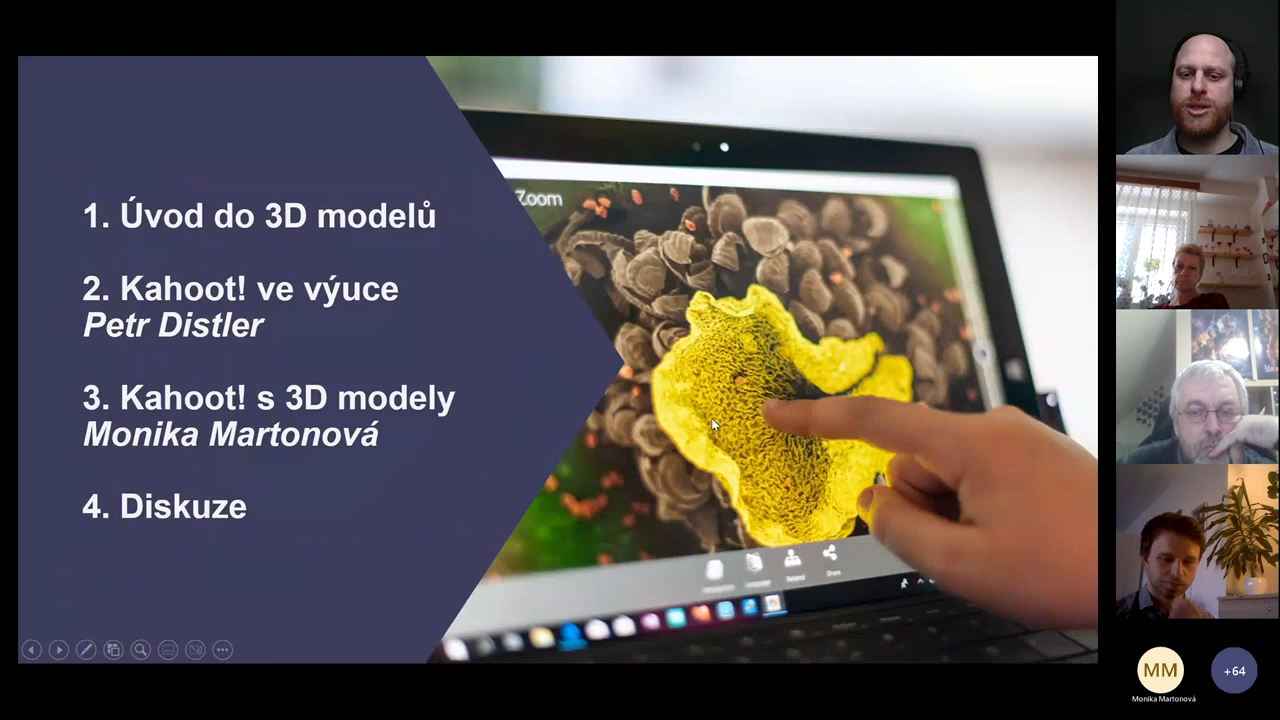 1. Úvod do 3D modelů
2. Kahoot! ve výuce
Petr Distler
3. Kahoot! s 3D modely
Monika Martonová
4. Diskuze
Zoom
Share
MM
+64
Monika Martonová